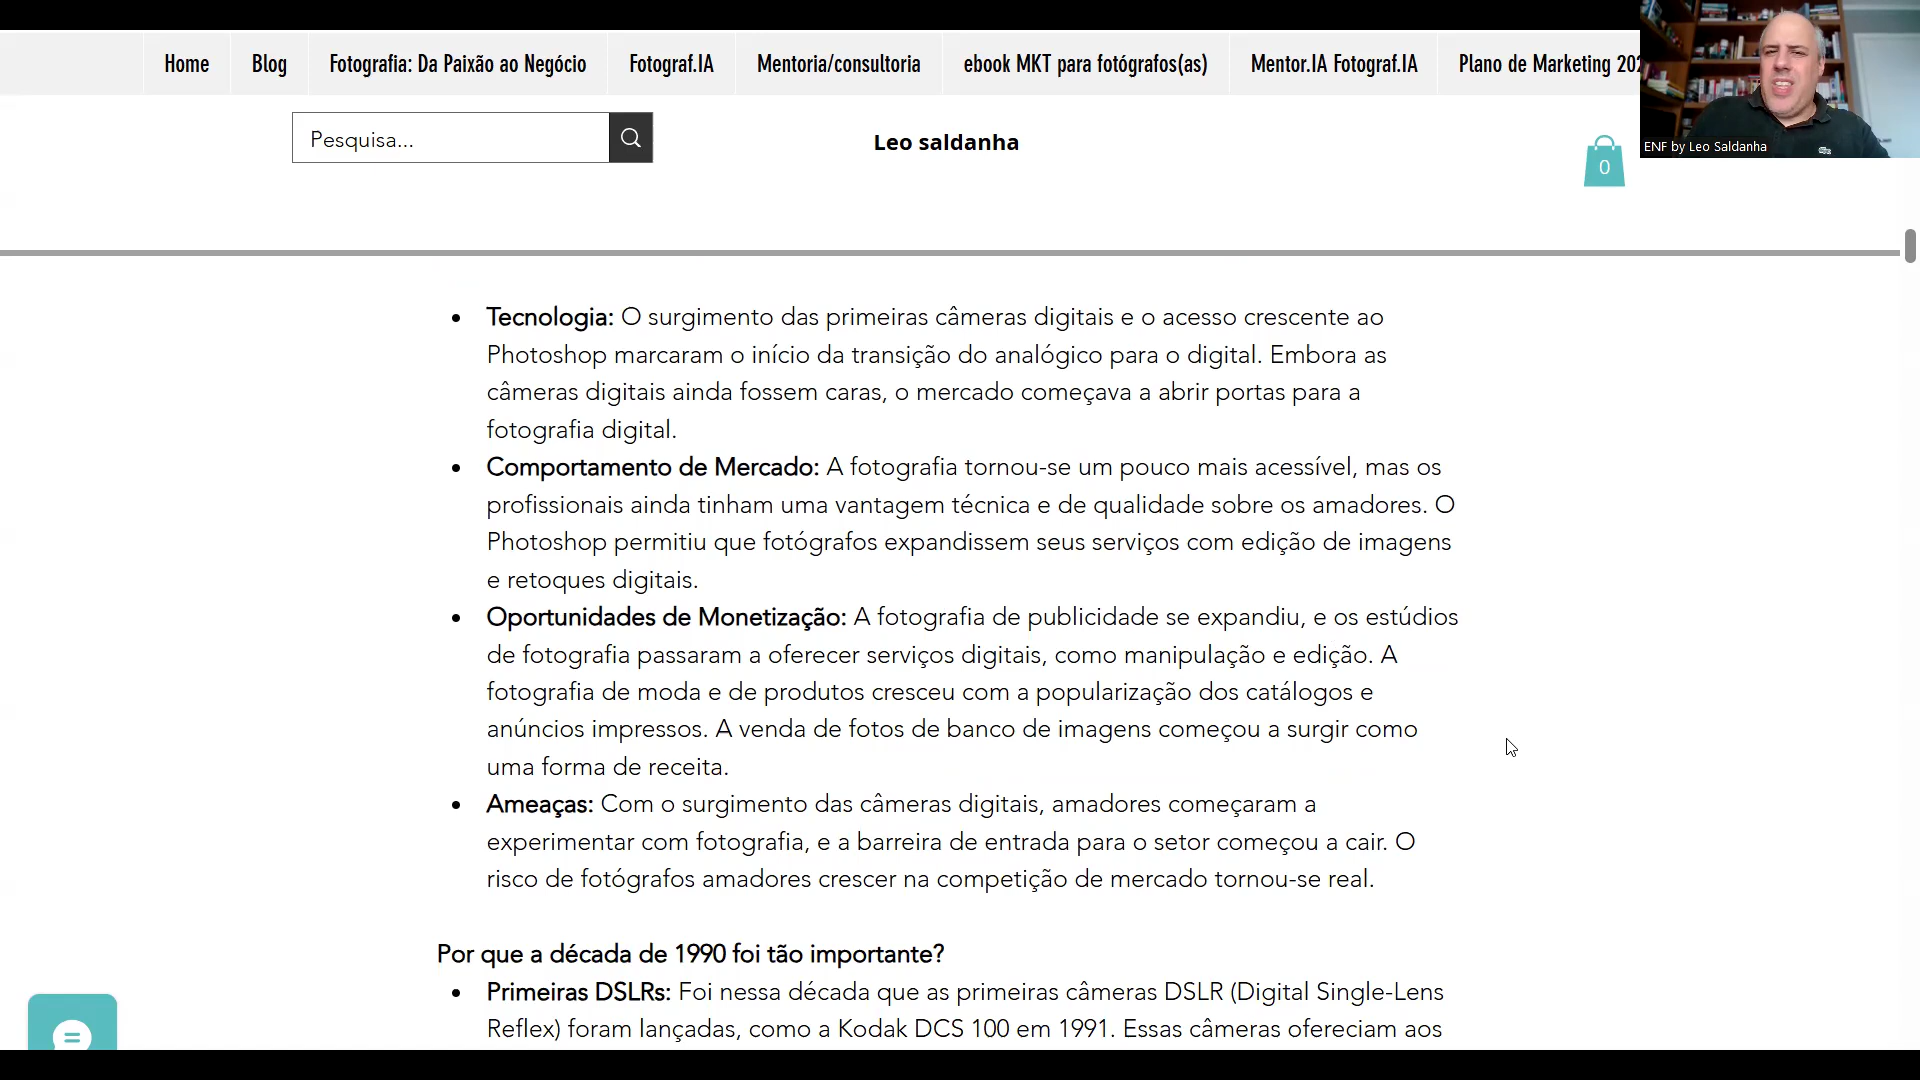 Home Blog Fotografia: Da Paixão ao Negócio Fotograf.IA Mentoria/consultoria ebook MKT para fotógrafos(as) Mentor.IA Fotograf.IA Plano de Marketing 202
ENF by Leo Saldanha
Pesquisa...
Leo saldanha
0
• Tecnologia: O surgimento das primeiras câmeras digitais e o acesso crescente ao
Photoshop marcaram o início da transição do analógico para o digital. Embora as
câmeras digitais ainda fossem caras, o mercado começava a abrir portas para a
fotografia digital.
• Comportamento de Mercado: A fotografia tornou-se um pouco mais acessível, mas os
profissionais ainda tinham uma vantagem técnica e de qualidade sobre os amadores. O
Photoshop permitiu que fotógrafos expandissem seus serviços com edição de imagens
e retoques digitais.
• Oportunidades de Monetização: A fotografia de publicidade se expandiu, e os estúdios
de fotografia passaram a oferecer serviços digitais, como manipulação e edição. A
fotografia de moda e de produtos cresceu com a popularização dos catálogos e
anúncios impressos. A venda de fotos de banco de imagens começou a surgir como
uma forma de receita.
• Ameaças: Com o surgimento das câmeras digitais, amadores começaram a
experimentar com fotografia, e a barreira de entrada para o setor começou a cair. O
risco de fotógrafos amadores crescer na competição de mercado tornou-se real.
Por que a década de 1990 foi tão importante?
• Primeiras DSLRs: Foi nessa década que as primeiras câmeras DSLR (Digital Single-Lens
Reflex) foram lançadas, como a Kodak DCS 100 em 1991. Essas câmeras ofereciam aos